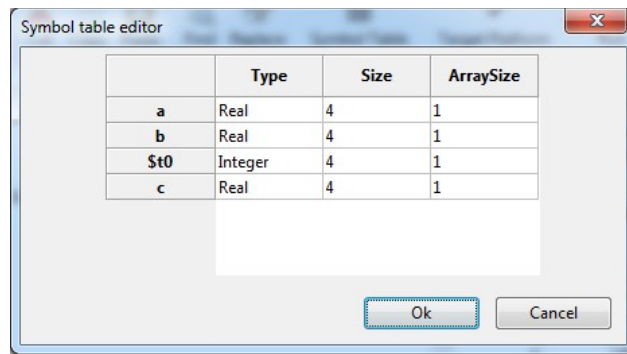 Symbol table editor
Type Size ArraySize
a Real 4 1
b Real 4 1
$t0 Integer 4 1
c Real 4 1
Ok Cancel